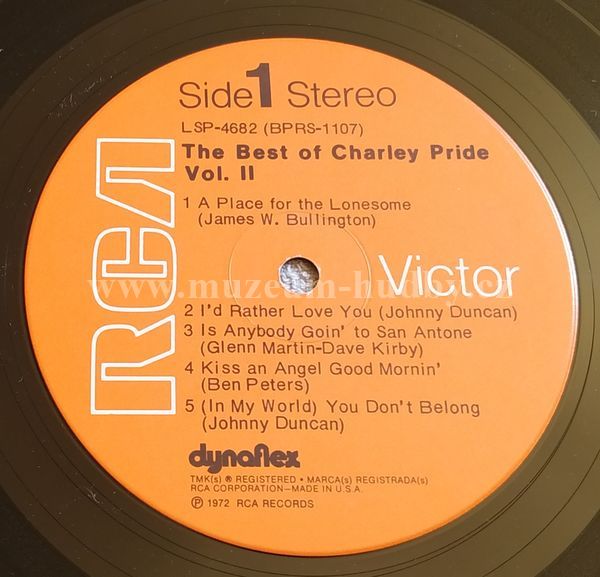 Side 1 Stereo
LSP-4682 (BPRS-1107)
The Best of Charley Pride
Vol. II
1 A Place for the Lonesome
(James W. Bullington)
RCA
Victor
www.muzeum-hudby.cz
2 I'd Rather Love You (Johnny Duncan)
3 Is Anybody Goin' to San Antone
(Glenn Martin-Dave Kirby)
4 Kiss an Angel Good Mornin'
(Ben Peters)
5 (In My World) You Don't Belong
(Johnny Duncan)
dynaflex
TMK(s) ® REGISTERED • MARCA(s) REGISTRADA(s)
RCA CORPORATION—MADE IN U.S.A.
℗ 1972 RCA RECORDS